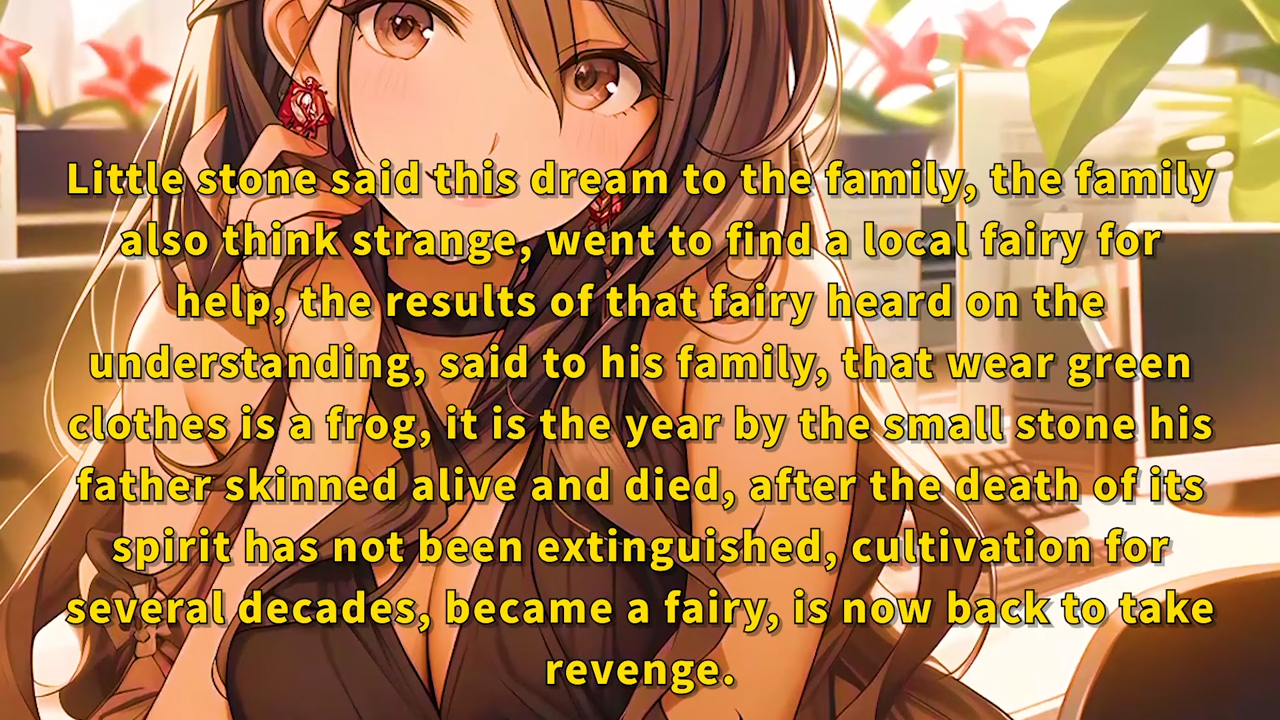 Little stone said this dream to the family, the family
also think strange, went to find a local fairy for
help, the results of that fairy heard on the
understanding, said to his family, that wear green
clothes is a frog, it is the year by the small stone his
father skinned alive and died, after the death of its
spirit has not been extinguished, cultivation for
several decades, became a fairy, is now back to take
revenge.